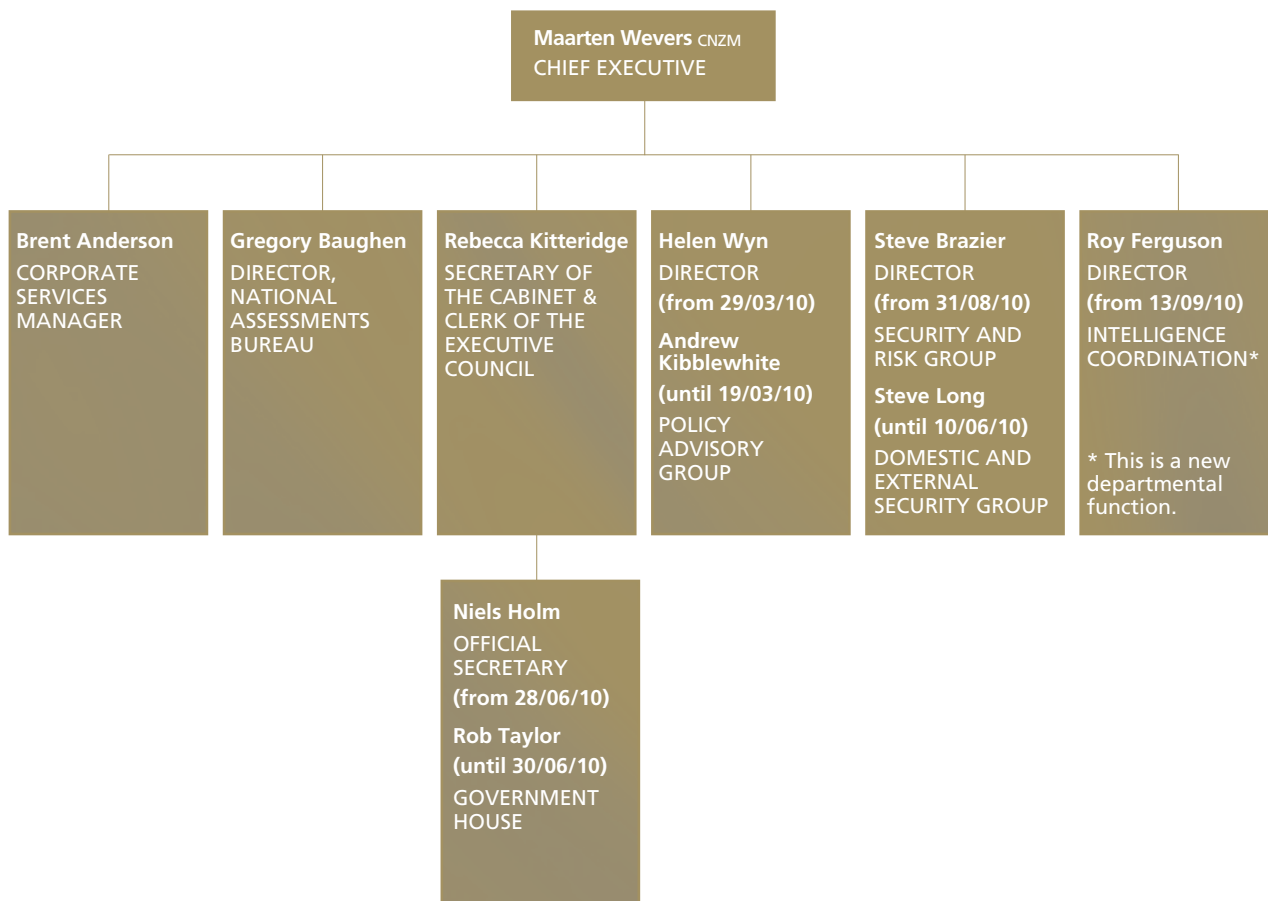 Maarten Wevers CNZM
CHIEF EXECUTIVE
Brent Anderson
CORPORATE
SERVICES
MANAGER
Gregory Baughen
DIRECTOR,
NATIONAL
ASSESSMENTS
BUREAU
Rebecca Kitteridge
SECRETARY OF
THE CABINET &
CLERK OF THE
EXECUTIVE
COUNCIL
Helen Wyn
DIRECTOR
(from 29/03/10)
Andrew
Kibblewhite
(until 19/03/10)
POLICY
ADVISORY
GROUP
Steve Brazier
DIRECTOR
(from 31/08/10)
SECURITY AND
RISK GROUP
Steve Long
(until 10/06/10)
DOMESTIC AND
EXTERNAL
SECURITY GROUP
Roy Ferguson
DIRECTOR
(from 13/09/10)
INTELLIGENCE
COORDINATION*
* This is a new
departmental
function.
Niels Holm
OFFICIAL
SECRETARY
(from 28/06/10)
Rob Taylor
(until 30/06/10)
GOVERNMENT
HOUSE